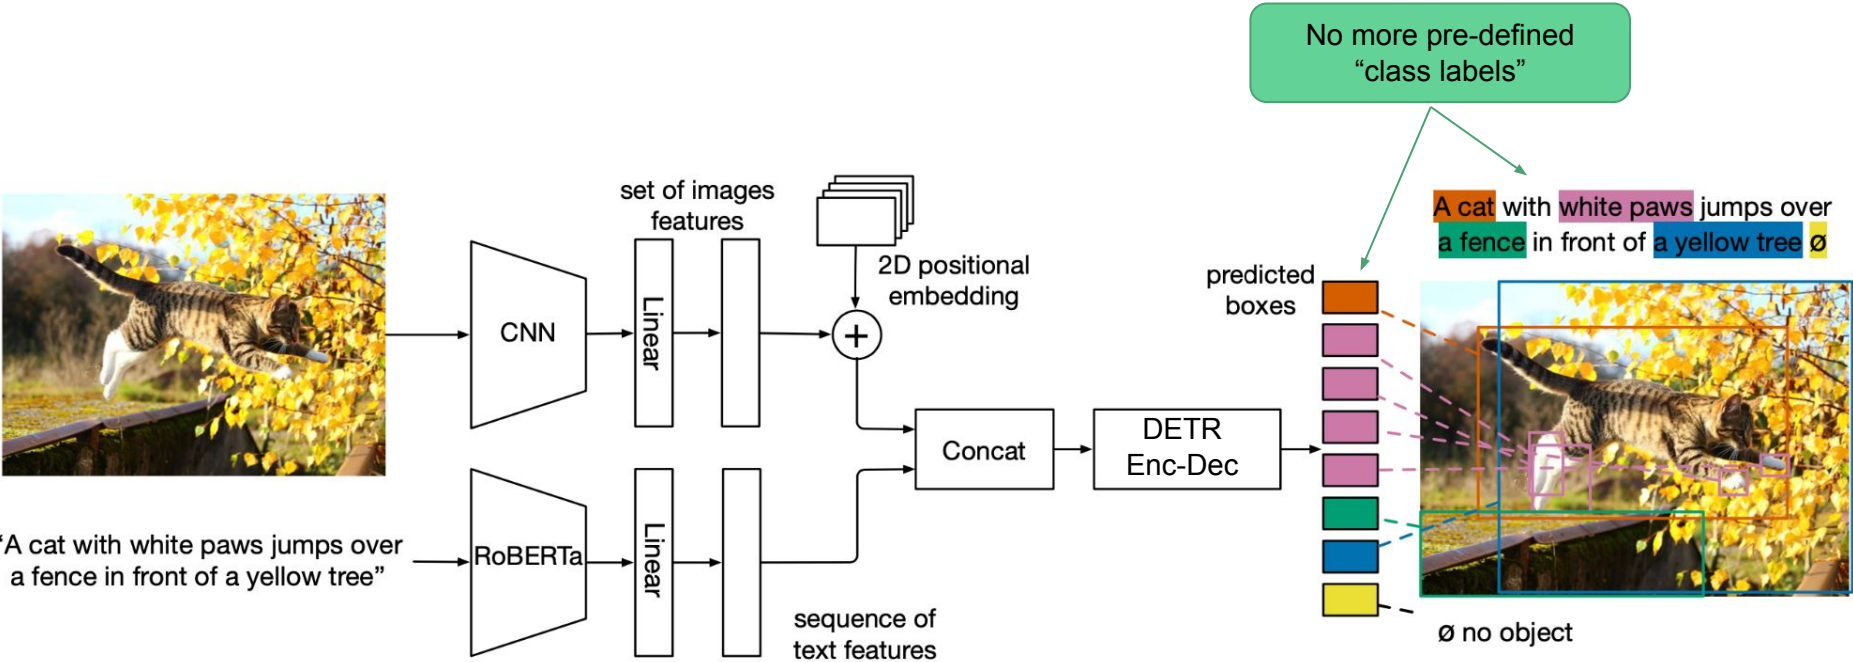 No more pre-defined
“class labels”
set of images
features
2D positional
embedding
CNN
Linear
+
predicted
boxes
A cat with white paws jumps over
a fence in front of a yellow tree ø
Concat
DETR
Enc-Dec
“A cat with white paws jumps over
a fence in front of a yellow tree”
RoBERTa
Linear
sequence of
text features
ø no object